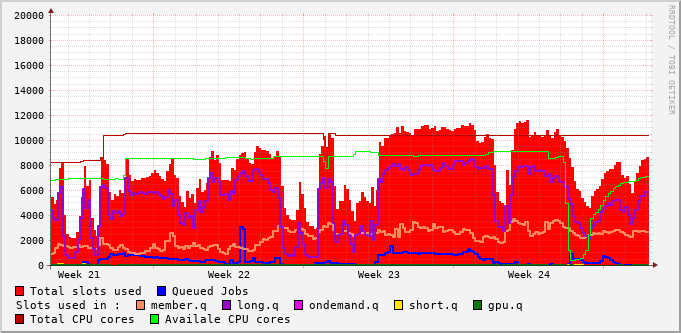 20000
18000
16000
14000
12000
10000
8000
6000
4000
2000
0
Week 21 Week 22 Week 23 Week 24
RRDTOOL / TOBI OETIKER
Total slots used Queued Jobs
Slots used in : member.q long.q ondemand.q short.q gpu.q
Total CPU cores Availale CPU cores